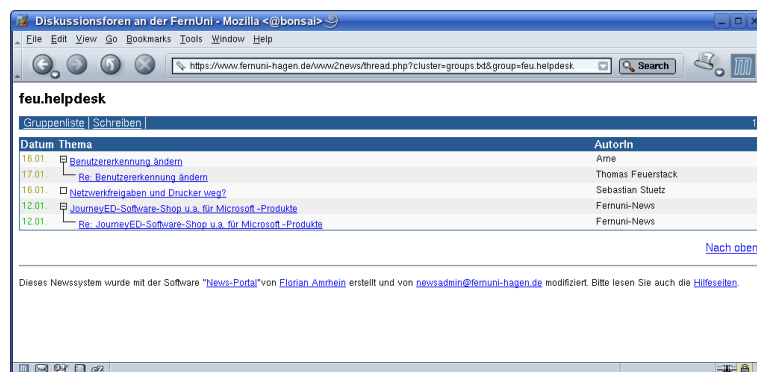 Diskussionsforen an der FernUni - Mozilla <@bonsai>
File Edit View Go Bookmarks Tools Window Help
https://www.fernuni-hagen.de/www2news/thread.php?cluster=groups.txt&group=feu.helpdesk Search
feu.helpdesk
Gruppenliste | Schreiben | 1
Datum Thema AutorIn
16.01. Benutzererkennung ändern Arne
17.01. Re: Benutzererkennung ändern Thomas Feuerstack
16.01. Netzwerkfreigaben und Drucker weg? Sebastian Stuetz
12.01. JourneyED-Software-Shop u.a. für Microsoft -Produkte Fernuni-News
12.01. Re: JourneyED-Software-Shop u.a. für Microsoft -Produkte Fernuni-News
Nach oben
Dieses Newssystem wurde mit der Software "News-Portal"von Florian Amrhein erstellt und von newsadmin@fernuni-hagen.de modifiziert. Bitte lesen Sie auch die Hilfeseiten.